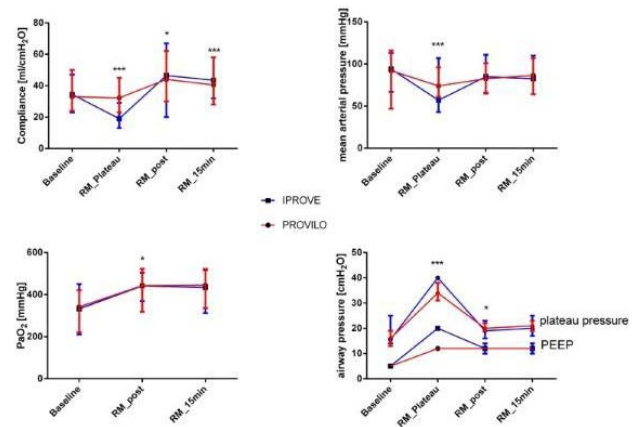 Compliance [ml/cmH²O]
60
40
20
0
80
***
*
***
Baseline
RM_Plateau
RM_post
RM_15min
mean arterial pressure [mmHg]
150
100
50
0
***
Baseline
RM_Plateau
RM_post
RM_15min
IPROVE
PROVILO
PaO₂ [mmHg]
600
400
200
0
*
Baseline
RM_post
RM_15min
airway pressure [cmH₂O]
50
40
30
20
10
0
***
*
plateau pressure
PEEP
Baseline
RM_Plateau
RM_post
RM_15min